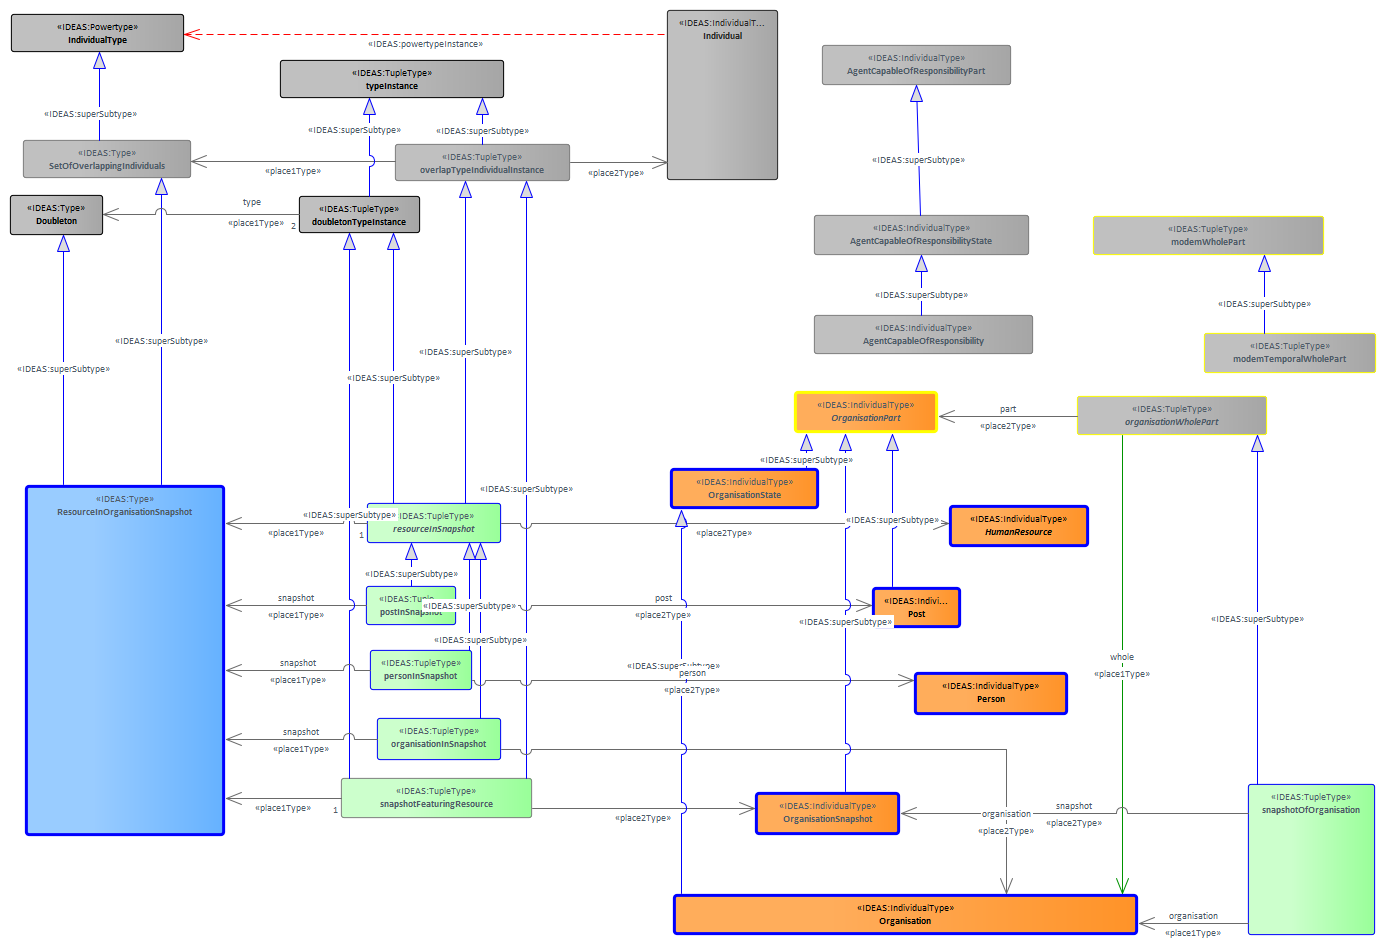 «IDEAS:Powertype»
IndividualType
«IDEAS:powertypeInstance»
«IDEAS:IndividualT...
Individual
«IDEAS:TupleType»
typeInstance
«IDEAS:IndividualType»
AgentCapableOfResponsibilityPart
«IDEAS:superSubtype»
«IDEAS:superSubtype»
«IDEAS:superSubtype»
«IDEAS:superSubtype»
«IDEAS:Type»
SetOfOverlappingIndividuals
«place1Type»
«IDEAS:TupleType»
overlapTypeIndividualInstance
«place2Type»
«IDEAS:Type»
Doubleton
type
«place1Type»
2
«IDEAS:TupleType»
doubletonTypeInstance
«IDEAS:IndividualType»
AgentCapableOfResponsibilityState
«IDEAS:TupleType»
modemWholePart
«IDEAS:superSubtype»
«IDEAS:superSubtype»
«IDEAS:IndividualType»
AgentCapableOfResponsibility
«IDEAS:TupleType»
modemTemporalWholePart
«IDEAS:superSubtype»
«IDEAS:superSubtype»
«IDEAS:superSubtype»
«IDEAS:superSubtype»
«IDEAS:IndividualType»
OrganisationPart
part
«place2Type»
«IDEAS:TupleType»
organisationWholePart
«IDEAS:superSubtype»
«IDEAS:IndividualType»
OrganisationState
«IDEAS:superSubtype»
«IDEAS:Type»
ResourceInOrganisationSnapshot
«IDEAS:superSubtype»
«place1Type»
1
«IDEAS:TupleType»
resourceInSnapshot
«place2Type»
«IDEAS:superSubtype»
«IDEAS:IndividualType»
HumanResource
«IDEAS:superSubtype»
snapshot
«place1Type»
«IDEAS:Tuple
postInSnapshot
«IDEAS:superSubtype»
post
«place2Type»
«IDEAS:Indivi...
Post
«IDEAS:superSubtype»
«IDEAS:superSubtype»
«IDEAS:superSubtype»
snapshot
«place1Type»
«IDEAS:TupleType»
personInSnapshot
«IDEAS:superSubtype»
person
«place2Type»
«IDEAS:IndividualType»
Person
whole
«place1Type»
snapshot
«place1Type»
«IDEAS:TupleType»
organisationInSnapshot
«place1Type»
1
«IDEAS:TupleType»
snapshotFeaturingResource
«place2Type»
«IDEAS:IndividualType»
OrganisationSnapshot
organisation
«place2Type»
snapshot
«place2Type»
«IDEAS:TupleType»
snapshotOfOrganisation
«IDEAS:IndividualType»
Organisation
organisation
«place1Type»